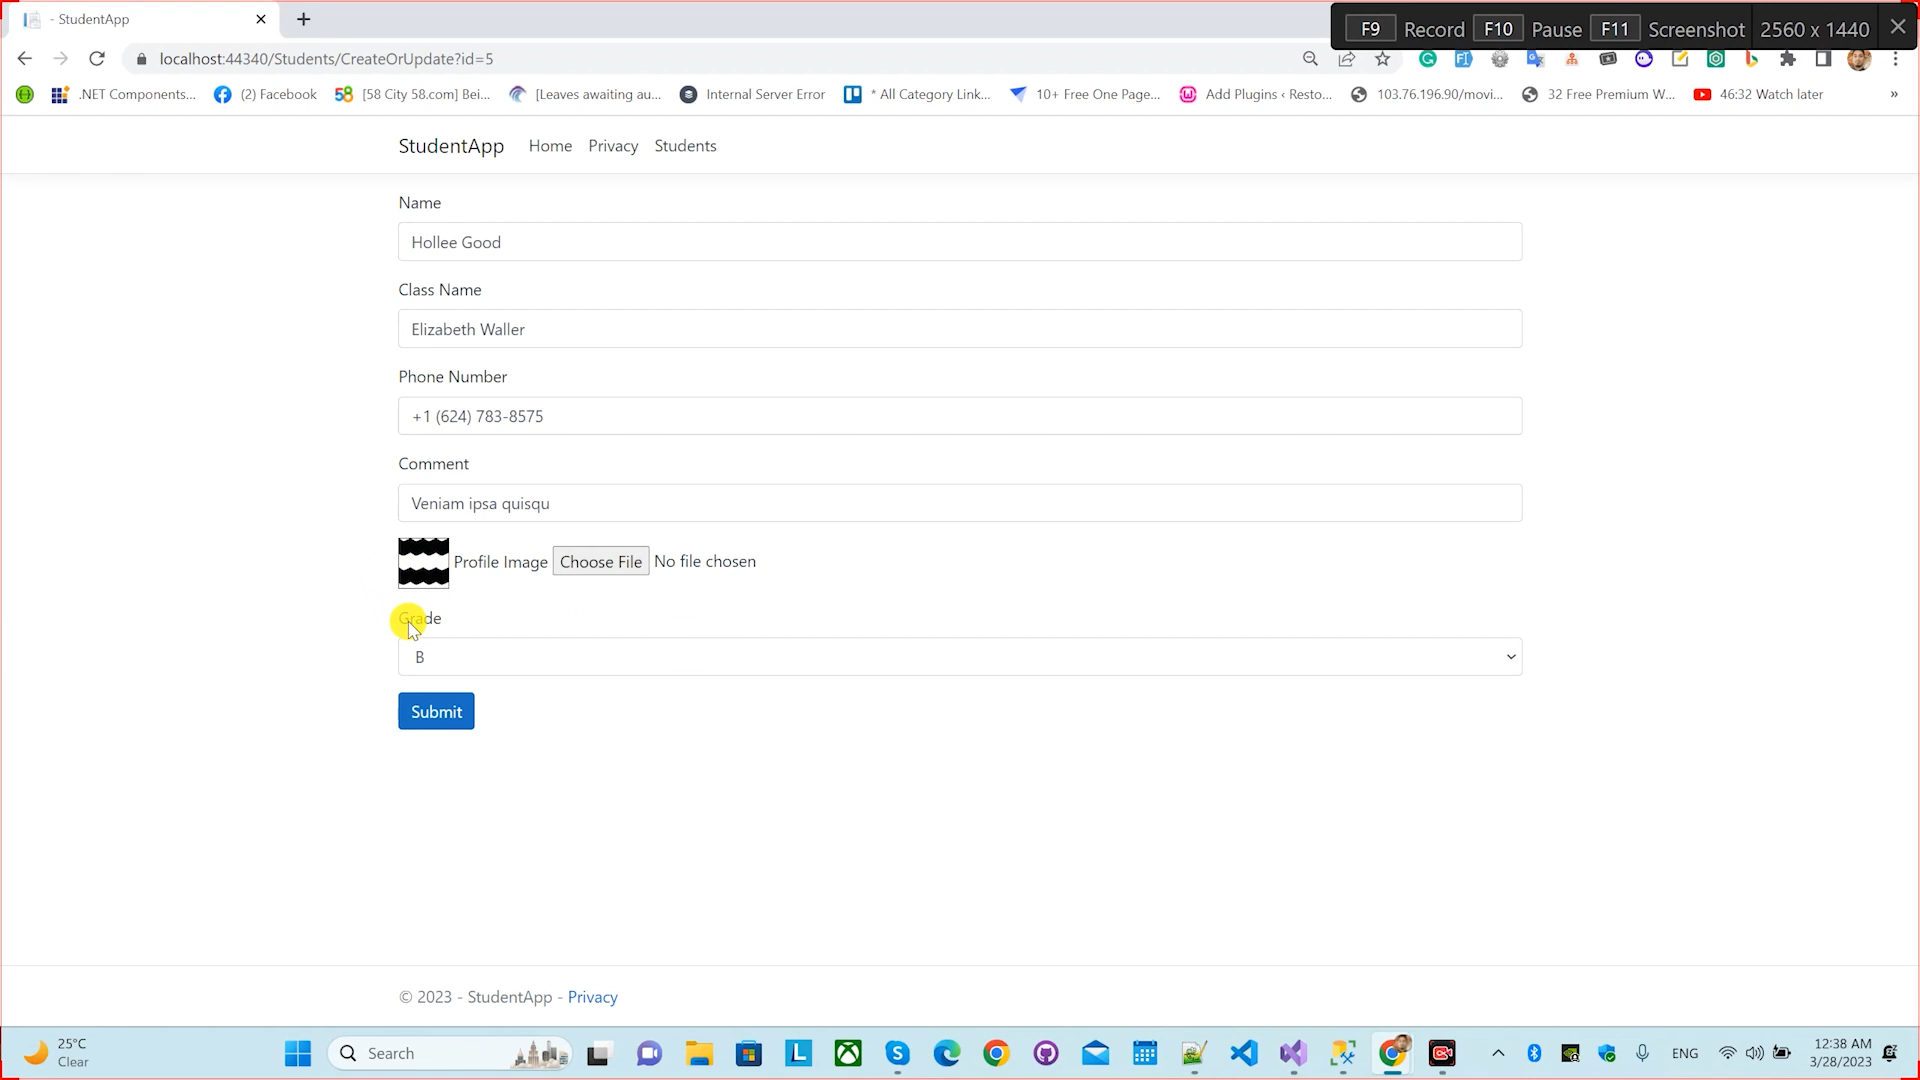 - StudentApp
F9 Record F10 Pause F11 Screenshot 2560 x 1440
localhost:44340/Students/CreateOrUpdate?id=5
.NET Components... (2) Facebook [58 City 58.com] Bei... [Leaves awaiting au... Internal Server Error * All Category Link... 10+ Free One Page... Add Plugins ‹ Resto... 103.76.196.90/movi... 32 Free Premium W... 46:32 Watch later »
StudentApp Home Privacy Students
Name
Hollee Good
Class Name
Elizabeth Waller
Phone Number
+1 (624) 783-8575
Comment
Veniam ipsa quisqu
Profile Image Choose File No file chosen
Grade
B
Submit
© 2023 - StudentApp - Privacy
25°C
Clear
Search
ENG
12:38 AM
3/28/2023